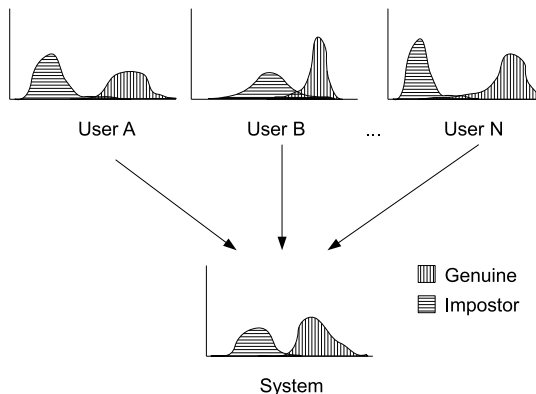 User A
User B
...
User N
Genuine
Impostor
System